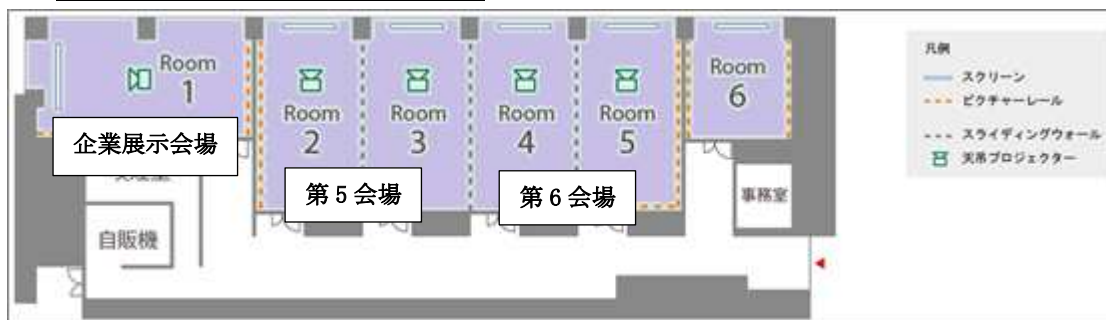 Room
1
Room
2
Room
3
Room
4
Room
5
Room
6
企業展示会場
第5会場
第6会場
自販機
事務室
凡例
スクリーン
ピクチャーレール
スライディングウォール
天吊プロジェクター